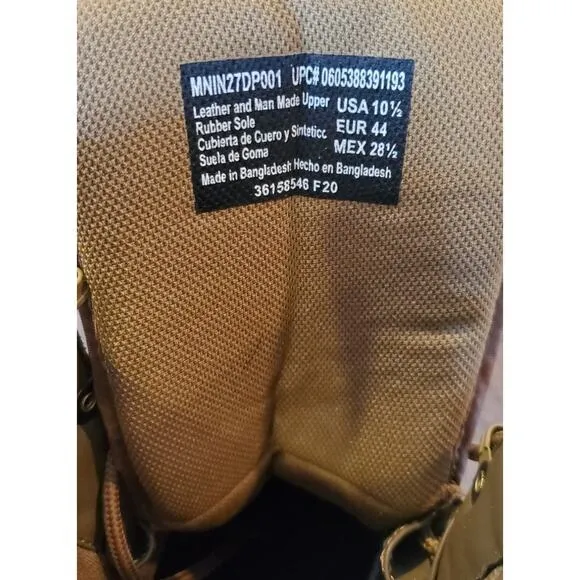 MNIN27DP001 UPC# 0605388391193
Leather and Man Made Upper USA 10½
Rubber Sole EUR 44
Cubierta de Cuero y Sintetico MEX 28½
Suela de Goma
Made in Bangladesh Hecho en Bangladesh
36158546 F20